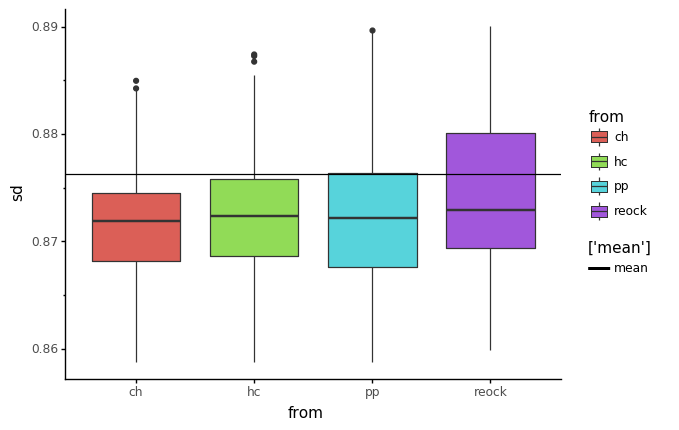 0.89
0.88
0.87
0.86
sd
ch
hc
pp
reock
from
from
ch
hc
pp
reock
['mean']
mean